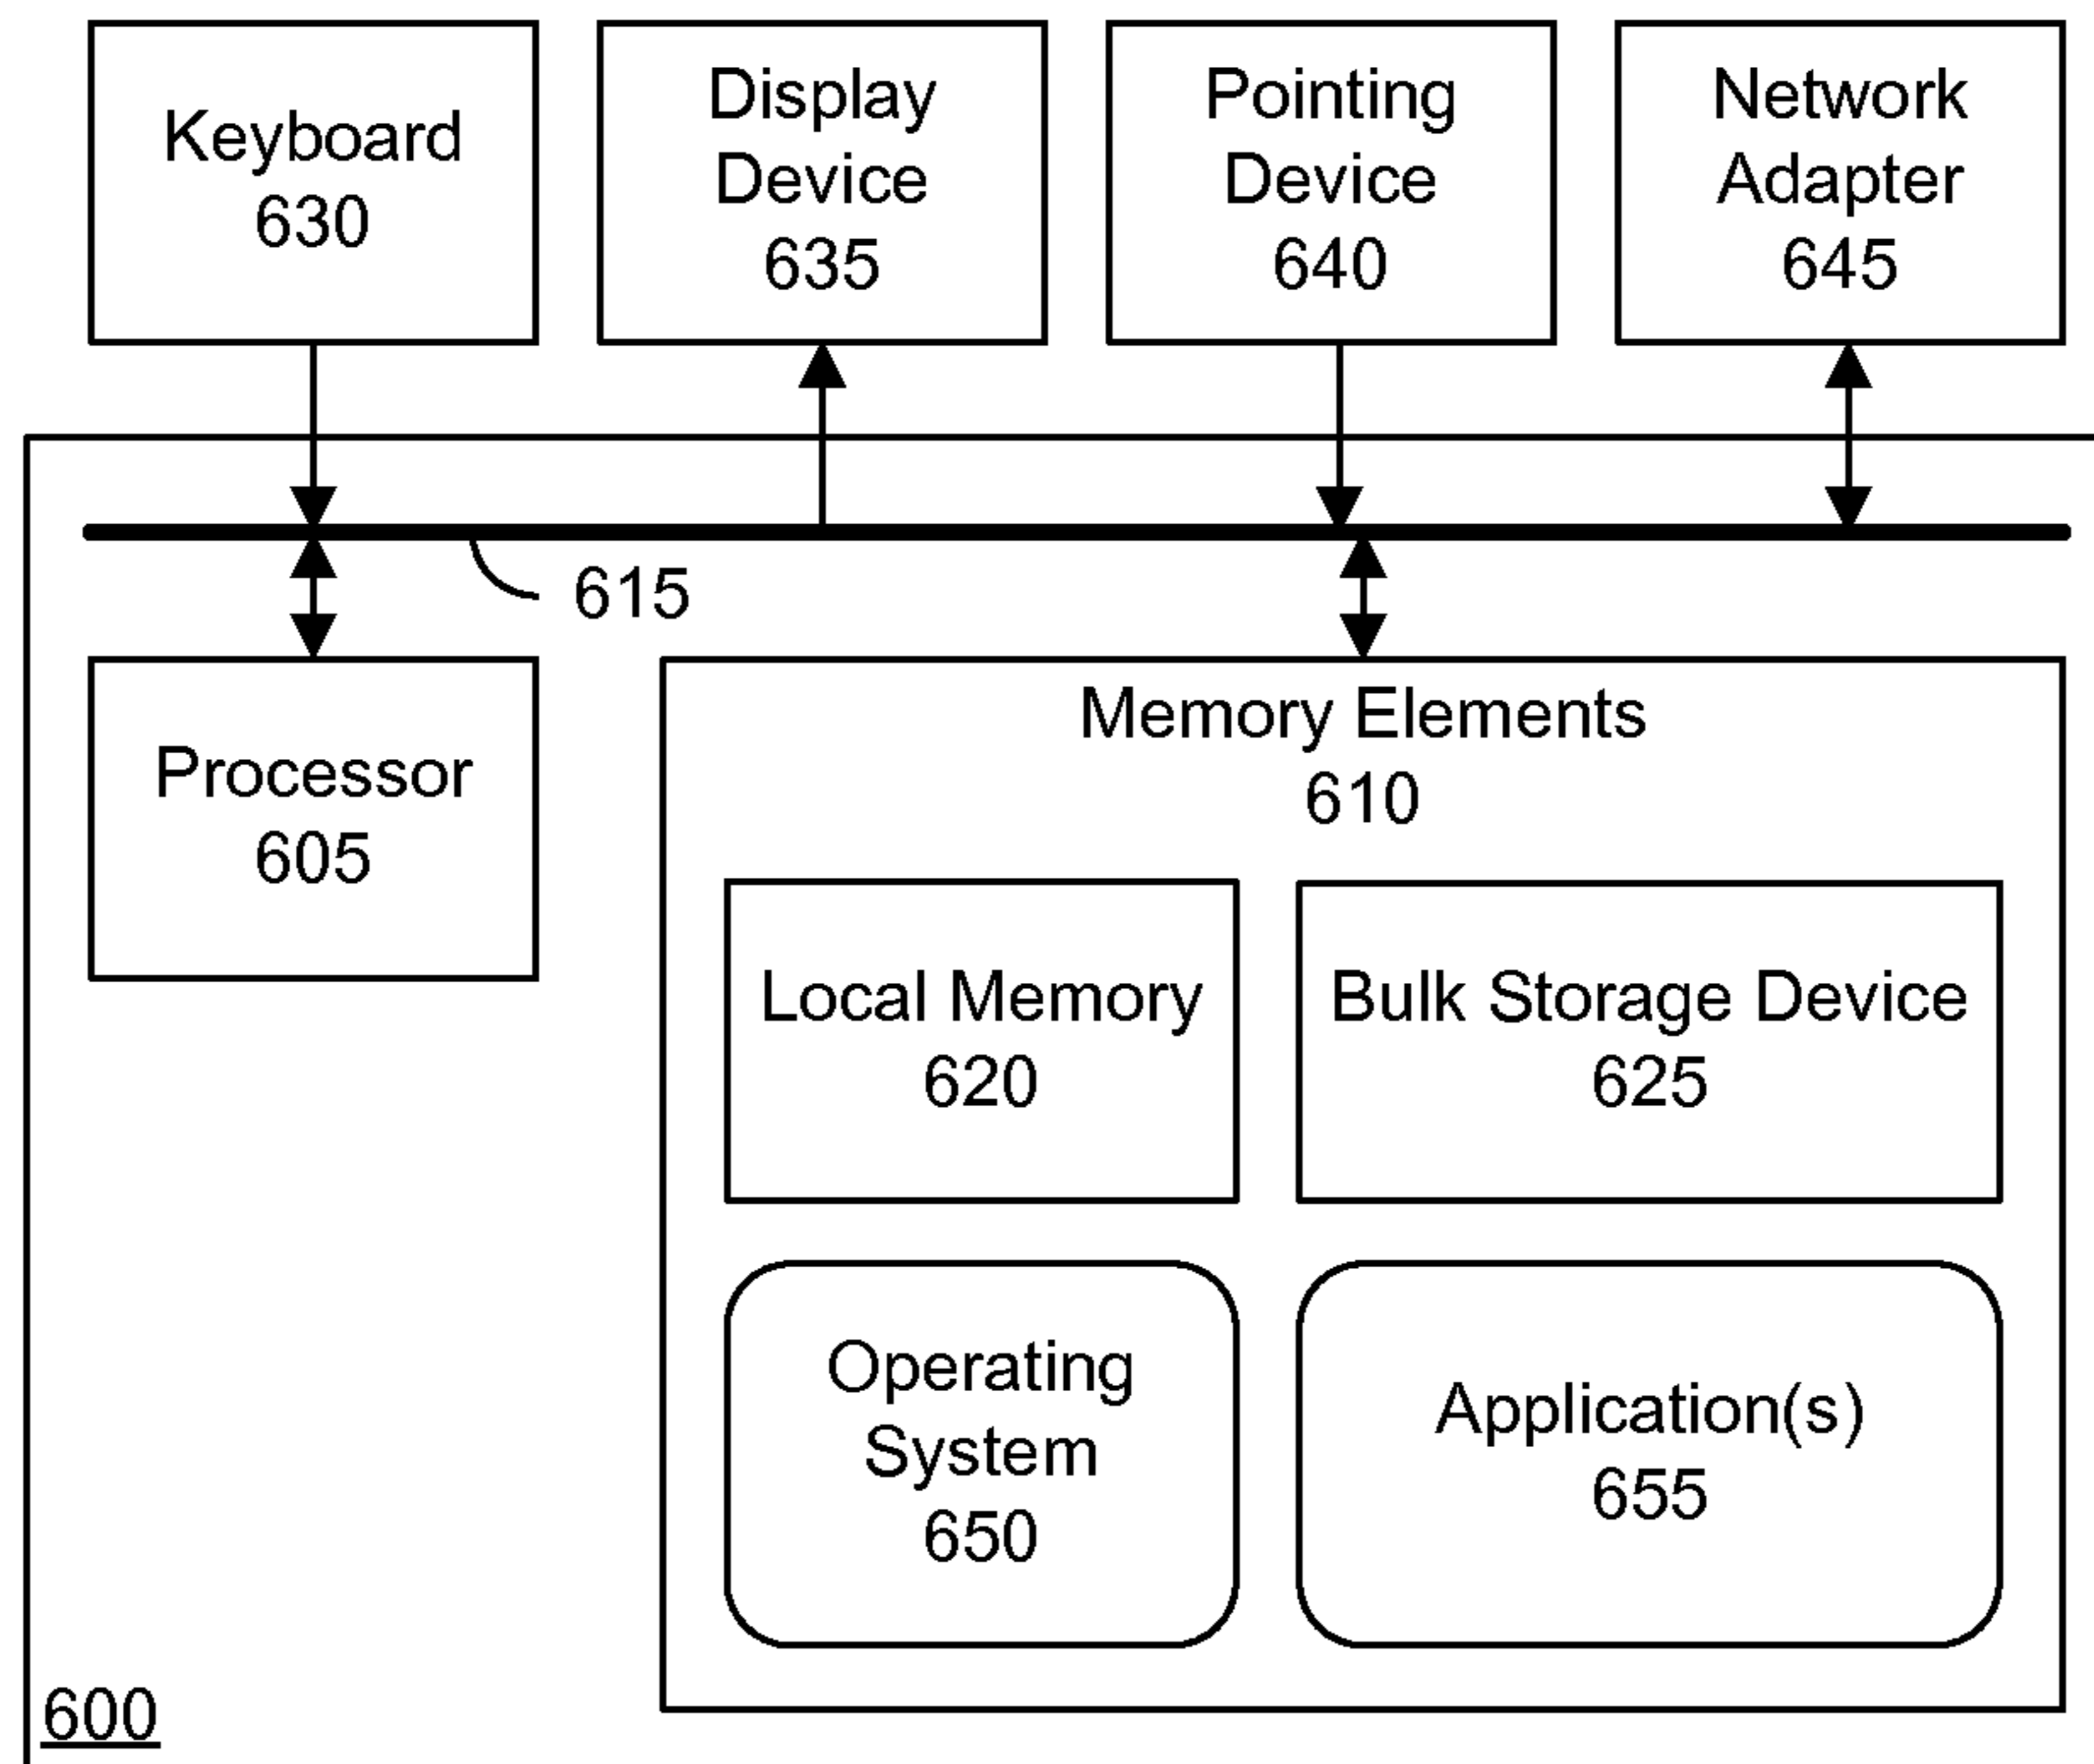 Keyboard
630
Display
Device
635
Pointing
Device
640
Network
Adapter
645
615
Processor
605
Memory Elements
610
Local Memory
620
Bulk Storage Device
625
Operating
System
650
Application(s)
655
600